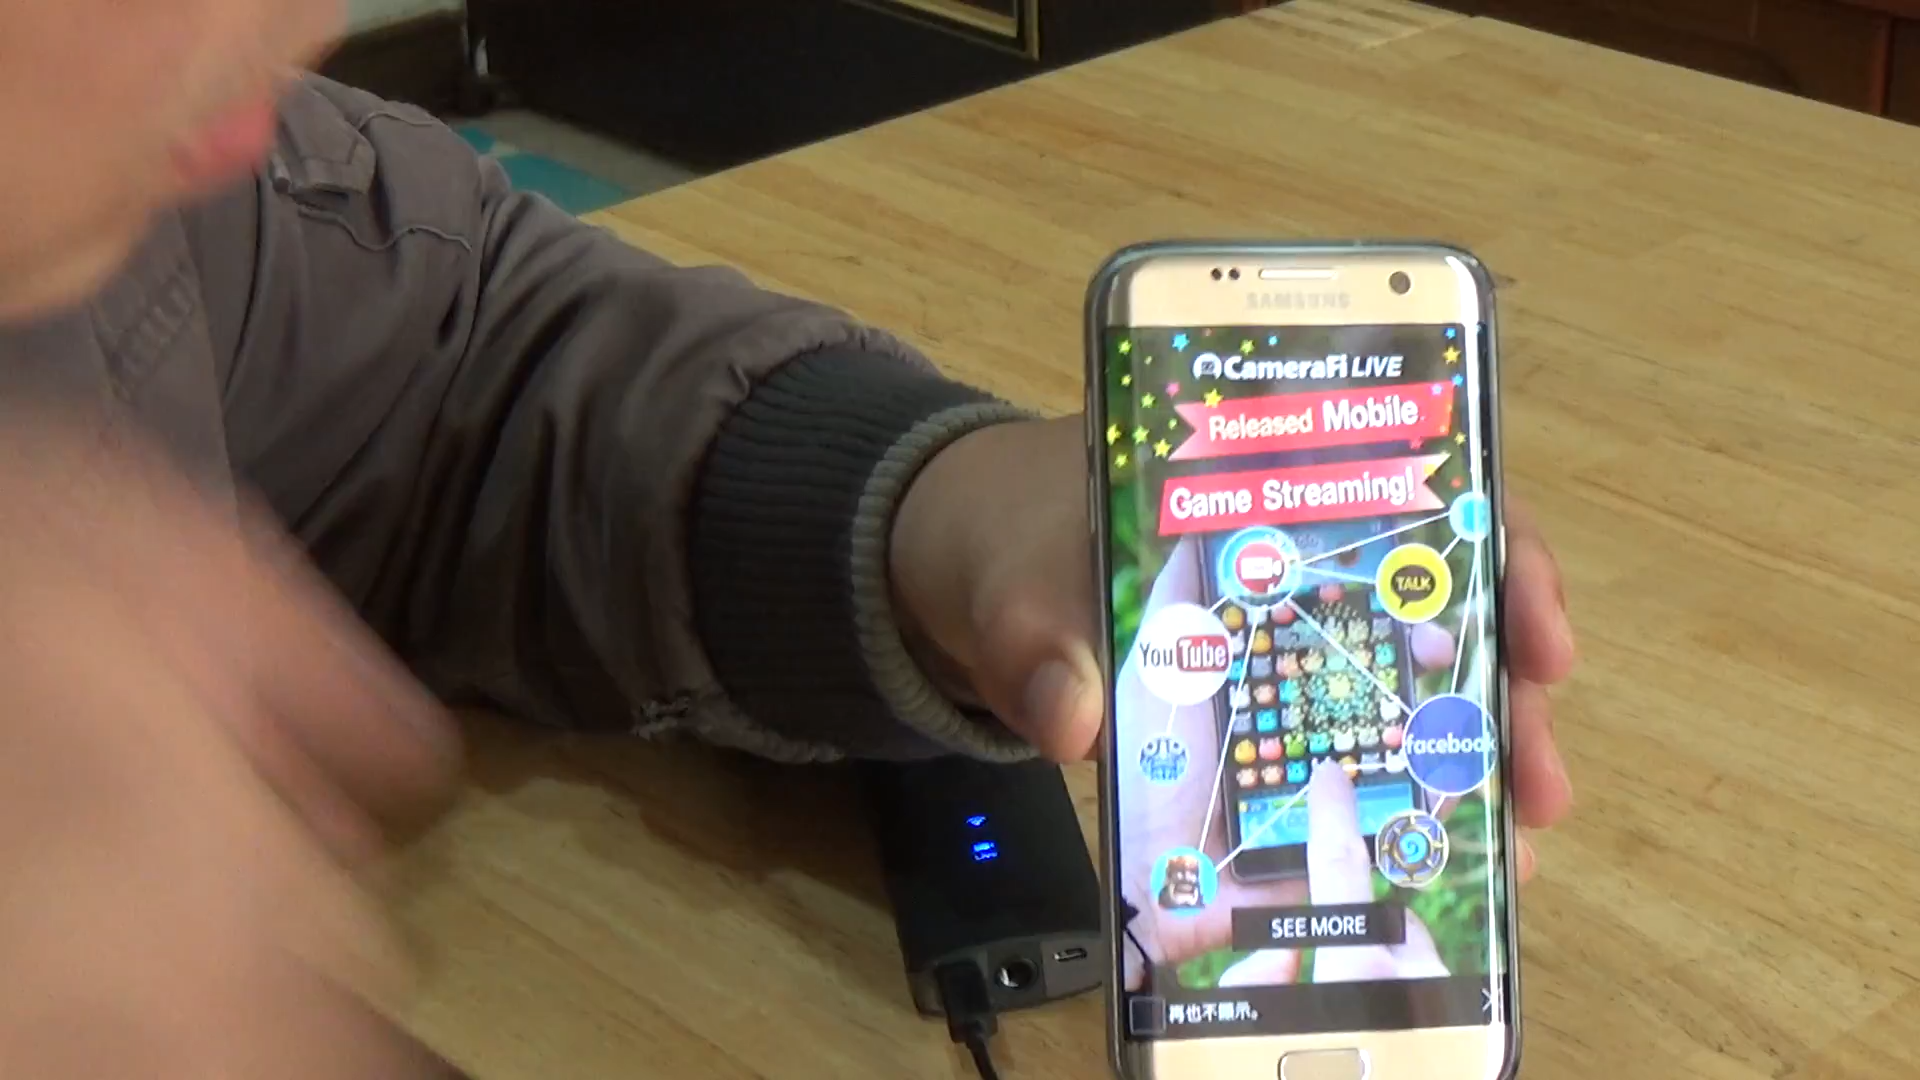 SAMSUNG
CameraFi LIVE
Released Mobile
Game Streaming!
TALK
YouTube
facebook
SEE MORE
再也不顯示。